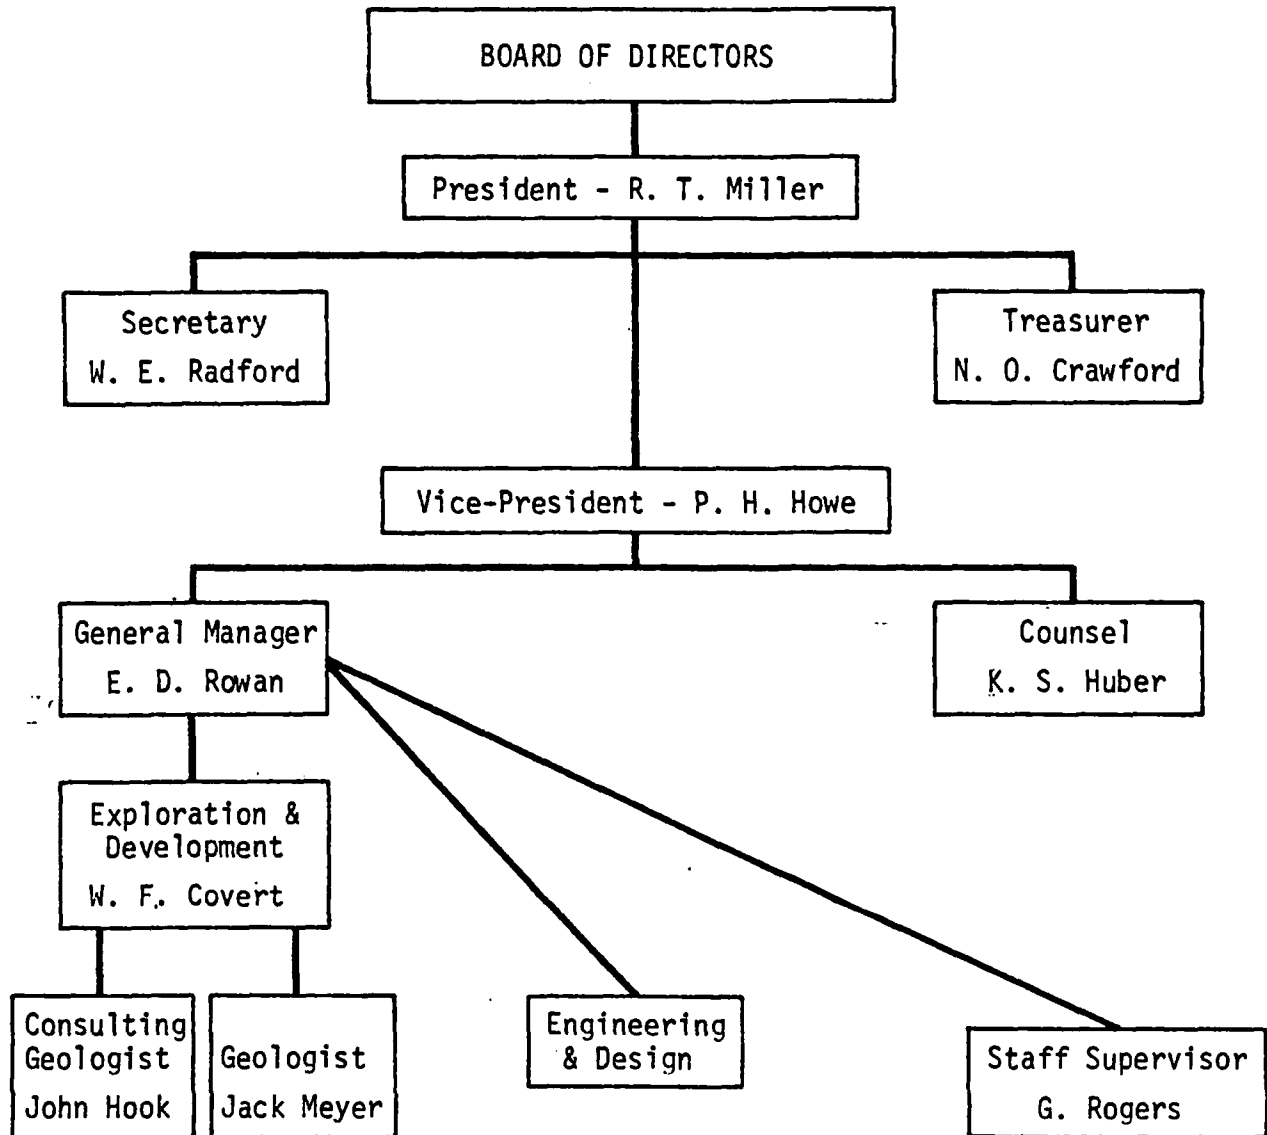 BOARD OF DIRECTORS
President - R. T. Miller
Secretary
W. E. Radford
Treasurer
N. O. Crawford
Vice-President - P. H. Howe
General Manager
E. D. Rowan
Counsel
K. S. Huber
Exploration &
Development
W. F. Covert
Consulting
Geologist
John Hook
Geologist
Jack Meyer
Engineering
& Design
Staff Supervisor
G. Rogers